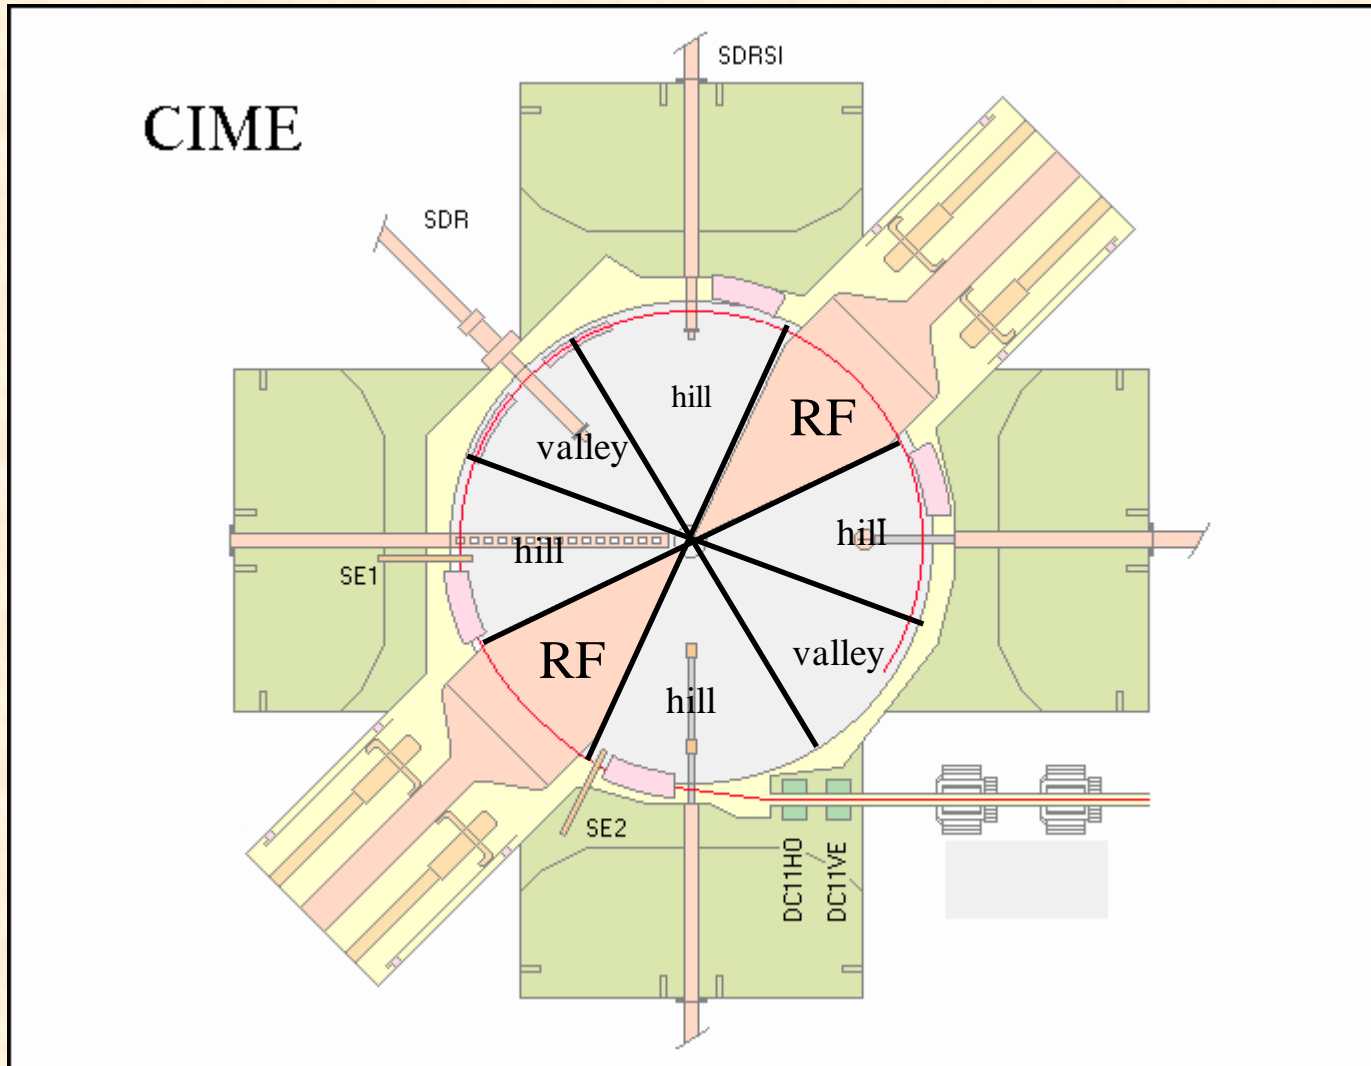 SDRSI
CIME
SDR
hill
RF
valley
hill
hill
SE1
RF
valley
hill
SE2
DC11HO
DC11VE